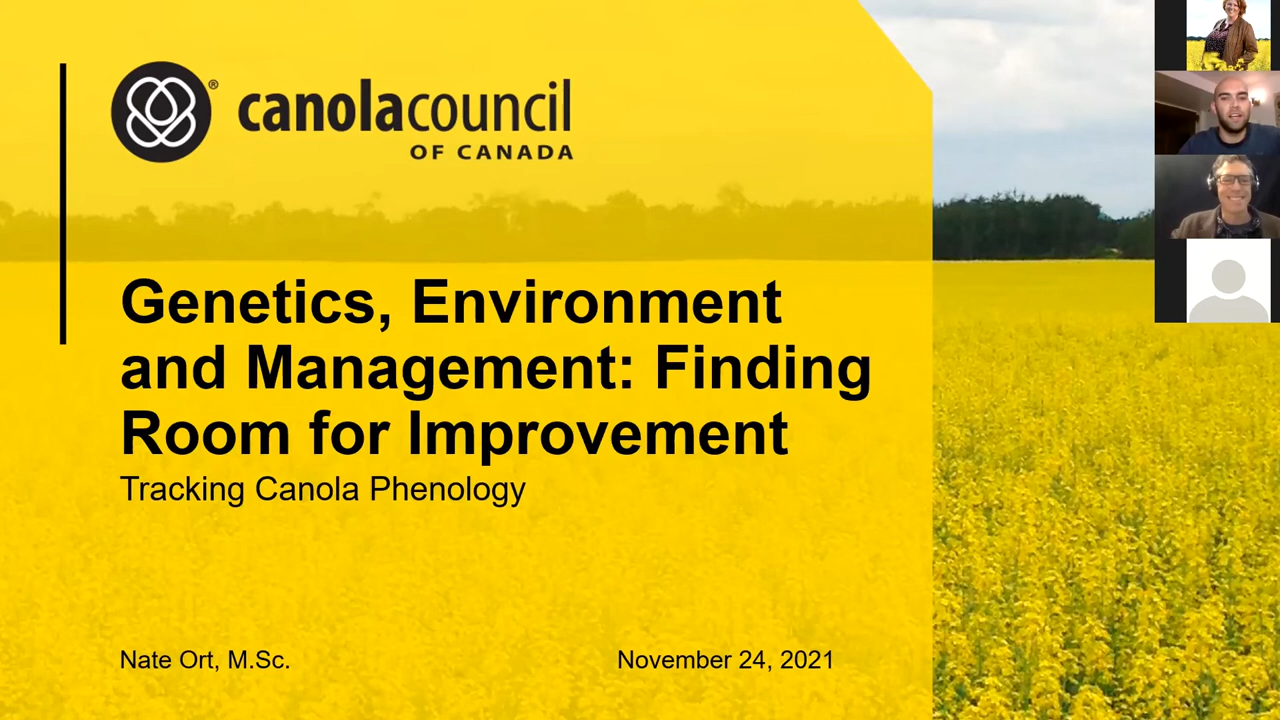 canolacouncil®
OF CANADA
Genetics, Environment
and Management: Finding
Room for Improvement
Tracking Canola Phenology
Nate Ort, M.Sc.
November 24, 2021